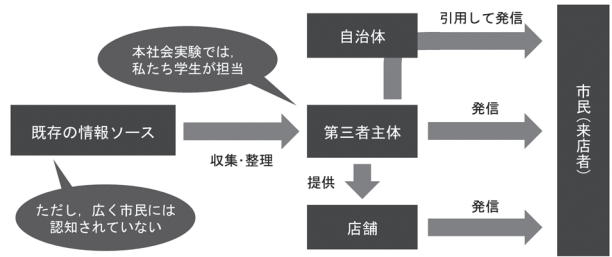 自治体
引用して発信
本社会実験では，
私たち学生が担当
既存の情報ソース
収集・整理
第三者主体
発信
提供
店舗
発信
市民（来店者）
ただし，広く市民には
認知されていない